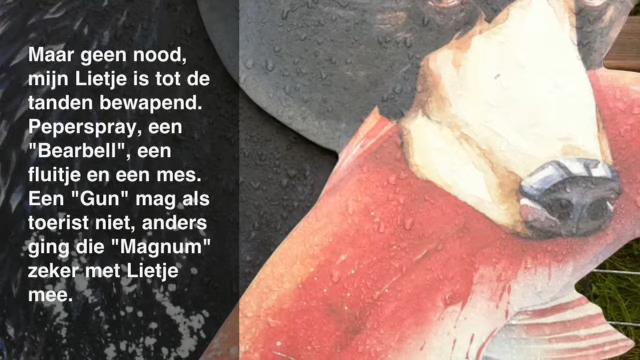 Maar geen nood,
mijn Lietje is tot de
tanden bewapend.
Peperspray, een
"Bearbell", een
fluitje en een mes.
Een "Gun" mag als
toerist niet, anders
ging die "Magnum"
zeker met Lietje
mee.